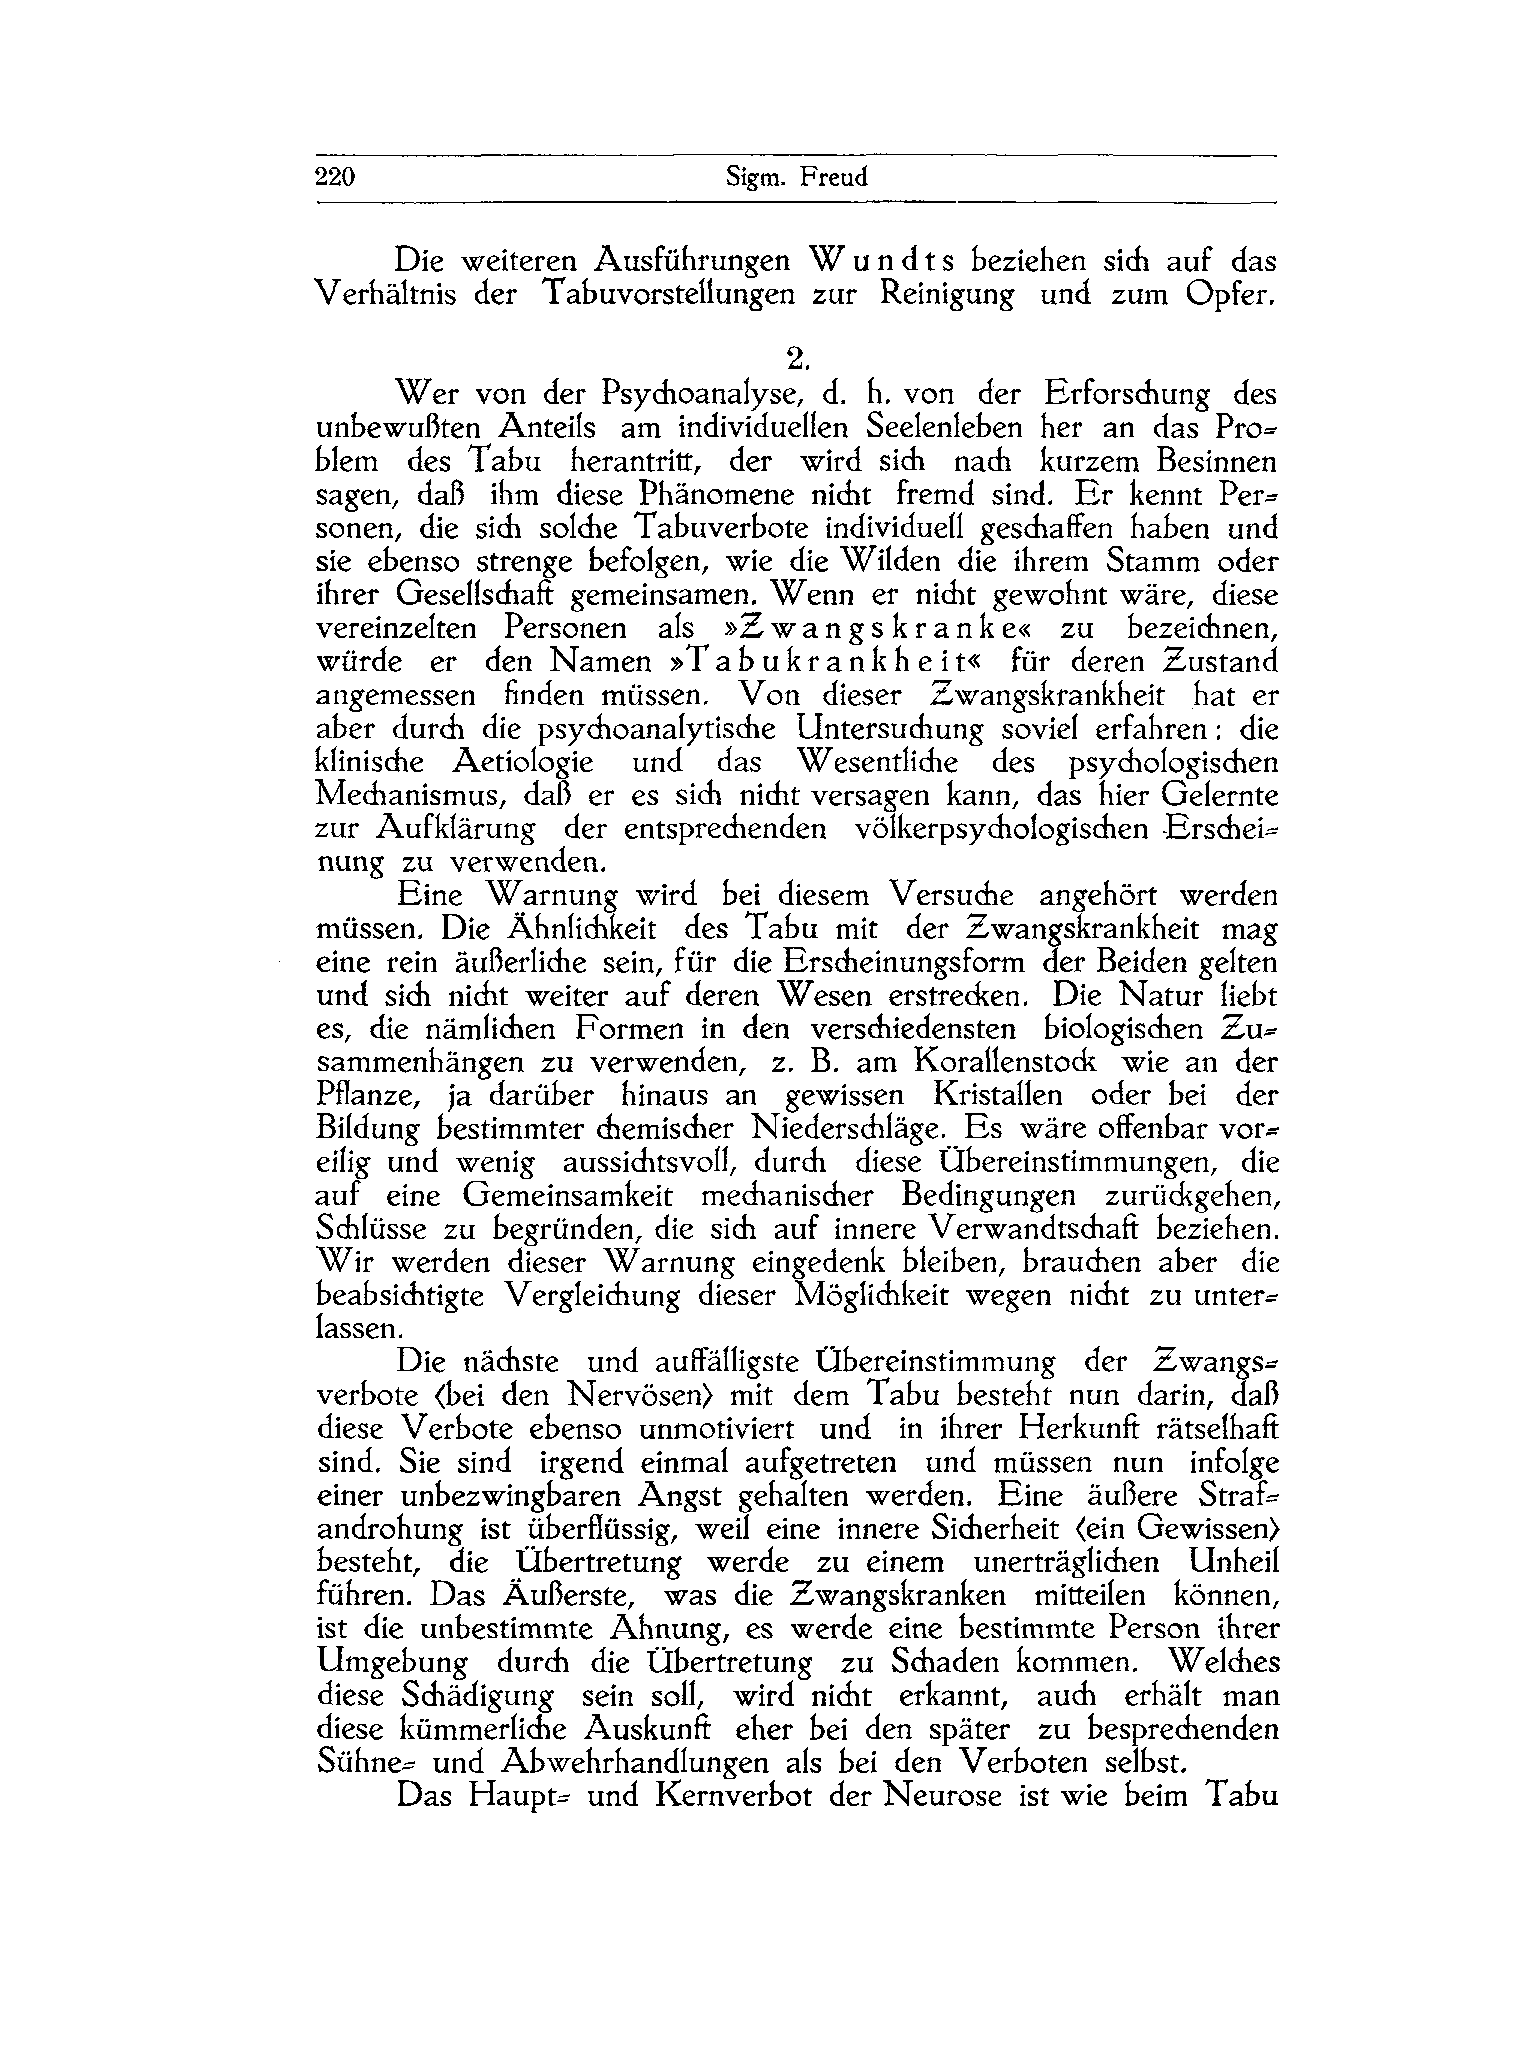 220 Sigm. Freud
Die weiteren Ausführungen Wundts beziehen sich auf das
Verhältnis der Tabuvorstellungen zur Reinigung und zum Opfer.
2.
Wer von der Psychoanalyse, d. h. von der Erforschung des
unbewußten Anteils am individuellen Seelenleben her an das Pro-
blem des Tabu herantritt, der wird sich nach kurzem Besinnen
sagen, daß ihm diese Phänomene nicht fremd sind. Er kennt Per-
sonen, die sich solche Tabuverbote individuell geschaffen haben und
sie ebenso strenge befolgen, wie die Wilden die ihrem Stamm oder
ihrer Gesellschaft gemeinsamen. Wenn er nicht gewohnt wäre, diese
vereinzelten Personen als »Zwangskranke« zu bezeichnen,
würde er den Namen »Tabukrankheit« für deren Zustand
angemessen finden müssen. Von dieser Zwangskrankheit hat er
aber durch die psychoanalytische Untersuchung soviel erfahren: die
klinische Aetiologie und das Wesentliche des psychologischen
Mechanismus, daß er es sich nicht versagen kann, das hier Gelernte
zur Aufklärung der entsprechenden völkerpsychologischen Erschei-
nung zu verwenden.
Eine Warnung wird bei diesem Versuche angehört werden
müssen. Die Ähnlichkeit des Tabu mit der Zwangskrankheit mag
eine rein äußerliche sein, für die Erscheinungsform der Beiden gelten
und sich nicht weiter auf deren Wesen erstrecken. Die Natur liebt
es, die nämlichen Formen in den verschiedensten biologischen Zu-
sammenhängen zu verwenden, z. B. am Korallenstock wie an der
Pflanze, ja darüber hinaus an gewissen Kristallen oder bei der
Bildung bestimmter chemischer Niederschläge. Es wäre offenbar vor-
eilig und wenig aussichtsvoll, durch diese Übereinstimmungen, die
auf eine Gemeinsamkeit mechanischer Bedingungen zurückgehen,
Schlüsse zu begründen, die sich auf innere Verwandtschaft beziehen.
Wir werden dieser Warnung eingedenk bleiben, brauchen aber die
beabsichtigte Vergleichung dieser Möglichkeit wegen nicht zu unter-
lassen.
Die nächste und auffälligste Übereinstimmung der Zwangs-
verbote (bei den Nervösen) mit dem Tabu besteht nun darin, daß
diese Verbote ebenso unmotiviert und in ihrer Herkunft rätselhaft
sind. Sie sind irgend einmal aufgetreten und müssen nun infolge
einer unbezwingbaren Angst gehalten werden. Eine äußere Straf-
androhung ist überflüssig, weil eine innere Sicherheit (ein Gewissen)
besteht, die Übertretung werde zu einem unerträglichen Unheil
führen. Das Äußerste, was die Zwangskranken mitteilen können,
ist die unbestimmte Ahnung, es werde eine bestimmte Person ihrer
Umgebung durch die Übertretung zu Schaden kommen. Welches
diese Schädigung sein soll, wird nicht erkannt, auch erhält man
diese kümmerliche Auskunft eher bei den später zu besprechenden
Sühne- und Abwehrhandlungen als bei den Verboten selbst.
Das Haupt- und Kernverbot der Neurose ist wie beim Tabu